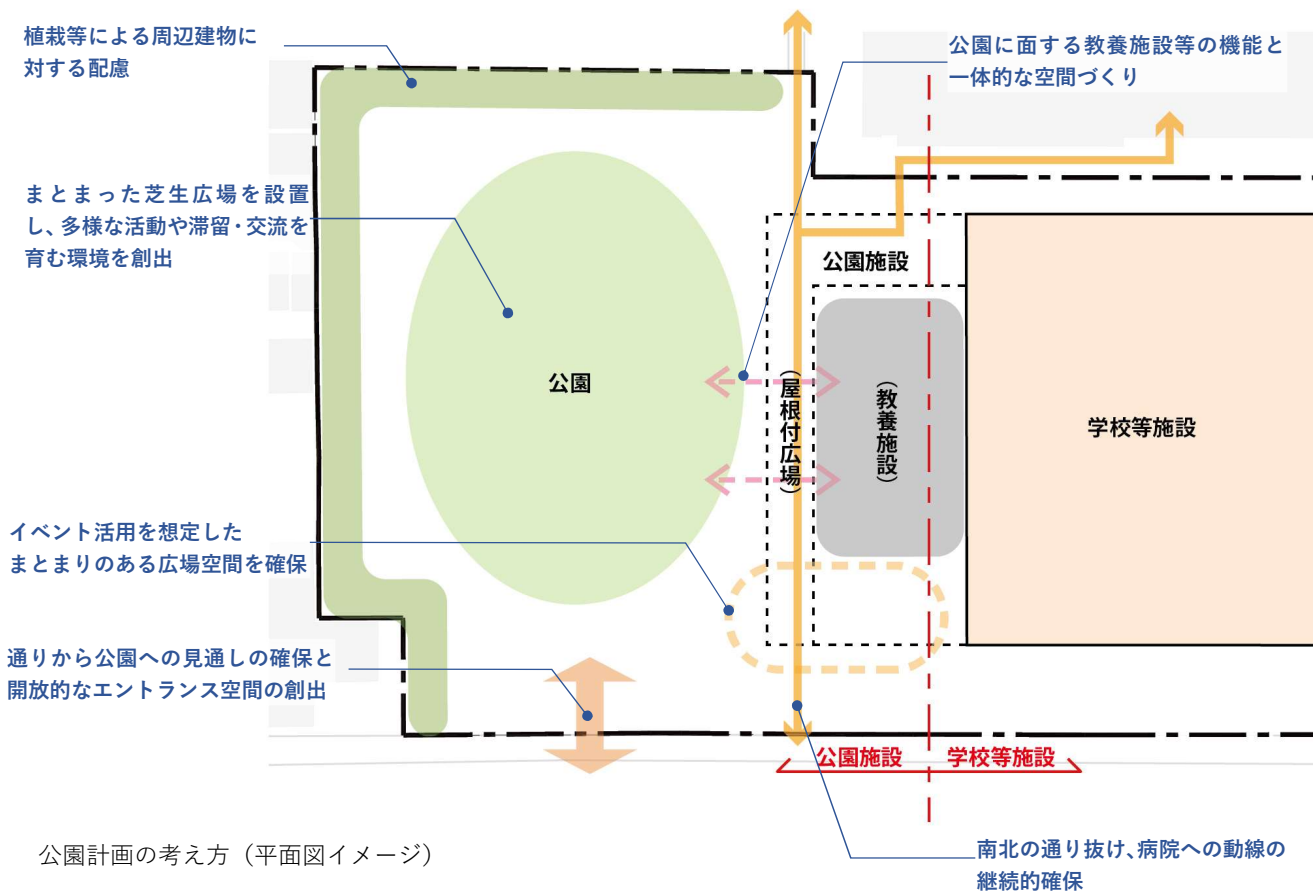 植栽等による周辺建物に
対する配慮
公園に面する教養施設等の機能と
一体的な空間づくり
まとまった芝生広場を設置
し、多様な活動や滞留・交流を
育む環境を創出
公園施設
公園
（屋根付広場）
（教養施設）
学校等施設
イベント活用を想定した
まとまりのある広場空間を確保
通りから公園への見通しの確保と
開放的なエントランス空間の創出
公園施設
学校等施設
南北の通り抜け、病院への動線の
継続的確保
公園計画の考え方（平面図イメージ）